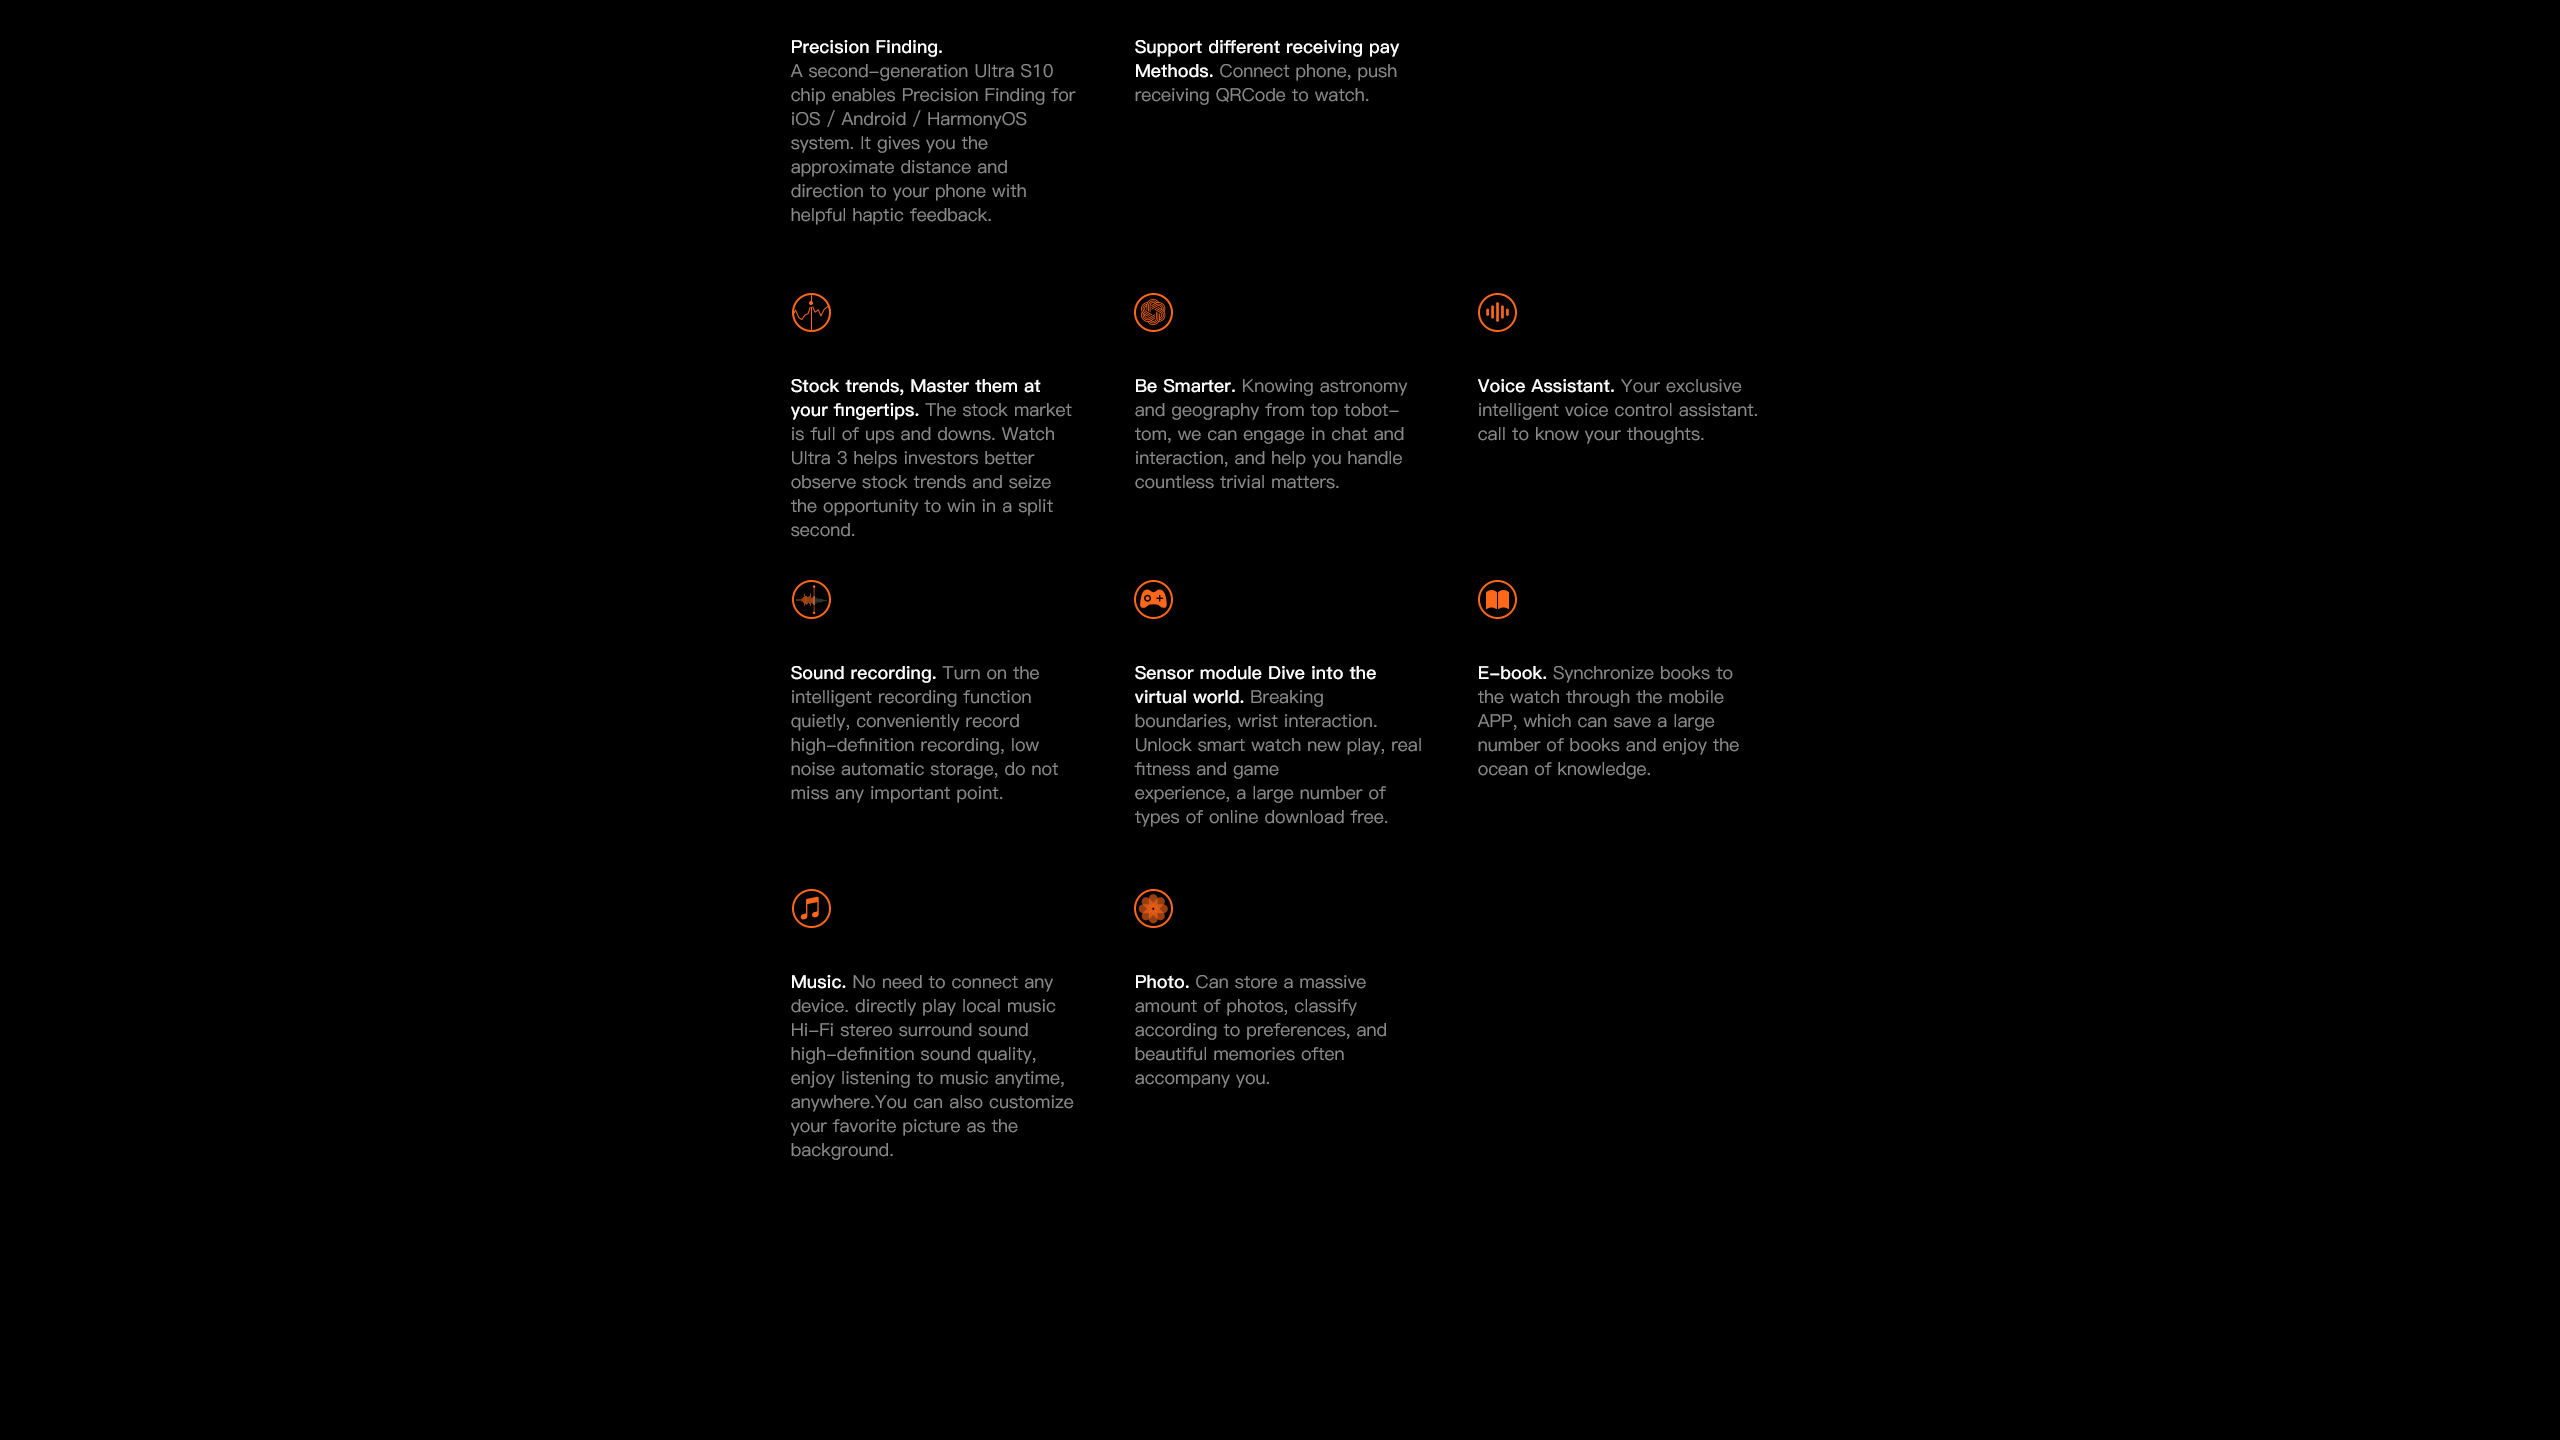 Precision Finding.
A second-generation Ultra S10
chip enables Precision Finding for
iOS / Android / HarmonyOS
system. It gives you the
approximate distance and
direction to your phone with
helpful haptic feedback.
Support different receiving pay
Methods. Connect phone, push
receiving QRCode to watch.
Stock trends, Master them at
your fingertips. The stock market
is full of ups and downs. Watch
Ultra 3 helps investors better
observe stock trends and seize
the opportunity to win in a split
second.
Be Smarter. Knowing astronomy
and geography from top tobot-
tom, we can engage in chat and
interaction, and help you handle
countless trivial matters.
Voice Assistant. Your exclusive
intelligent voice control assistant.
call to know your thoughts.
Sound recording. Turn on the
intelligent recording function
quietly, conveniently record
high-definition recording, low
noise automatic storage, do not
miss any important point.
Sensor module Dive into the
virtual world. Breaking
boundaries, wrist interaction.
Unlock smart watch new play, real
fitness and game
experience, a large number of
types of online download free.
E-book. Synchronize books to
the watch through the mobile
APP, which can save a large
number of books and enjoy the
ocean of knowledge.
Music. No need to connect any
device. directly play local music
Hi-Fi stereo surround sound
high-definition sound quality,
enjoy listening to music anytime,
anywhere.You can also customize
your favorite picture as the
background.
Photo. Can store a massive
amount of photos, classify
according to preferences, and
beautiful memories often
accompany you.